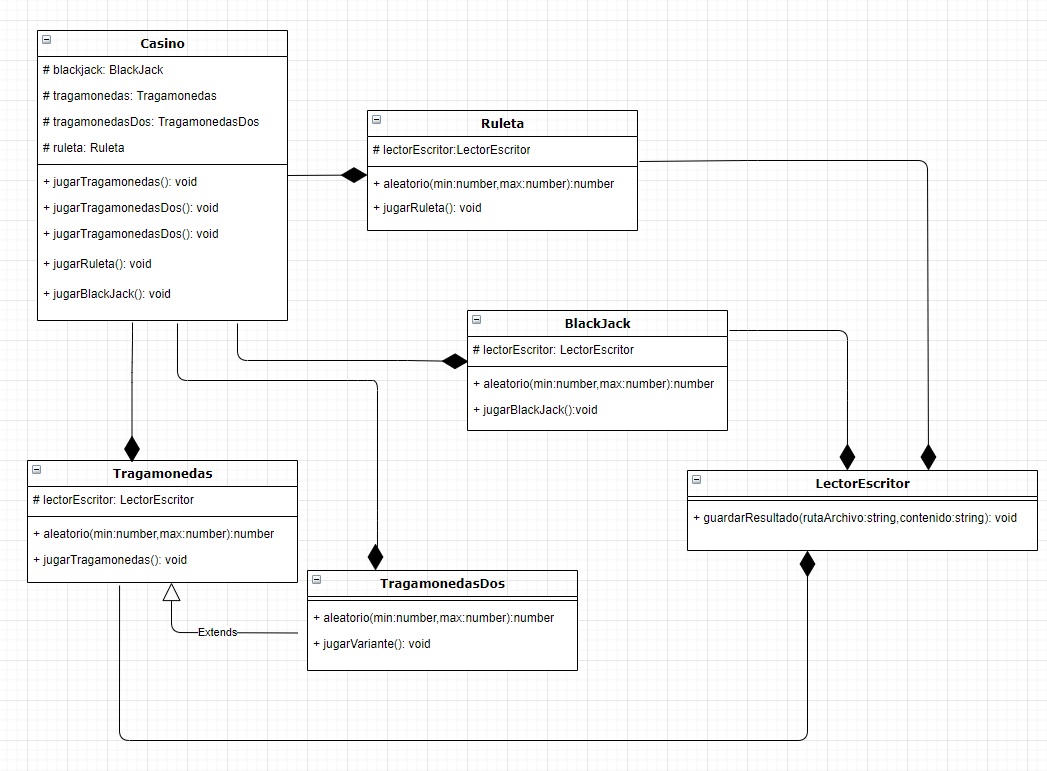 Casino
# blackjack: BlackJack
# tragamonedas: Tragamonedas
# tragamonedasDos: TragamonedasDos
# ruleta: Ruleta
+ jugarTragamonedas(): void
+ jugarTragamonedasDos(): void
+ jugarTragamonedasDos(): void
+ jugarRuleta(): void
+ jugarBlackJack(): void
Ruleta
# lectorEscritor:LectorEscritor
+ aleatorio(min:number,max:number):number
+ jugarRuleta(): void
BlackJack
# lectorEscritor: LectorEscritor
+ aleatorio(min:number,max:number):number
+ jugarBlackJack():void
Tragamonedas
# lectorEscritor: LectorEscritor
+ aleatorio(min:number,max:number):number
+ jugarTragamonedas(): void
LectorEscritor
+ guardarResultado(rutaArchivo:string,contenido:string): void
TragamonedasDos
+ aleatorio(min:number,max:number):number
+ jugarVariante(): void
Extends